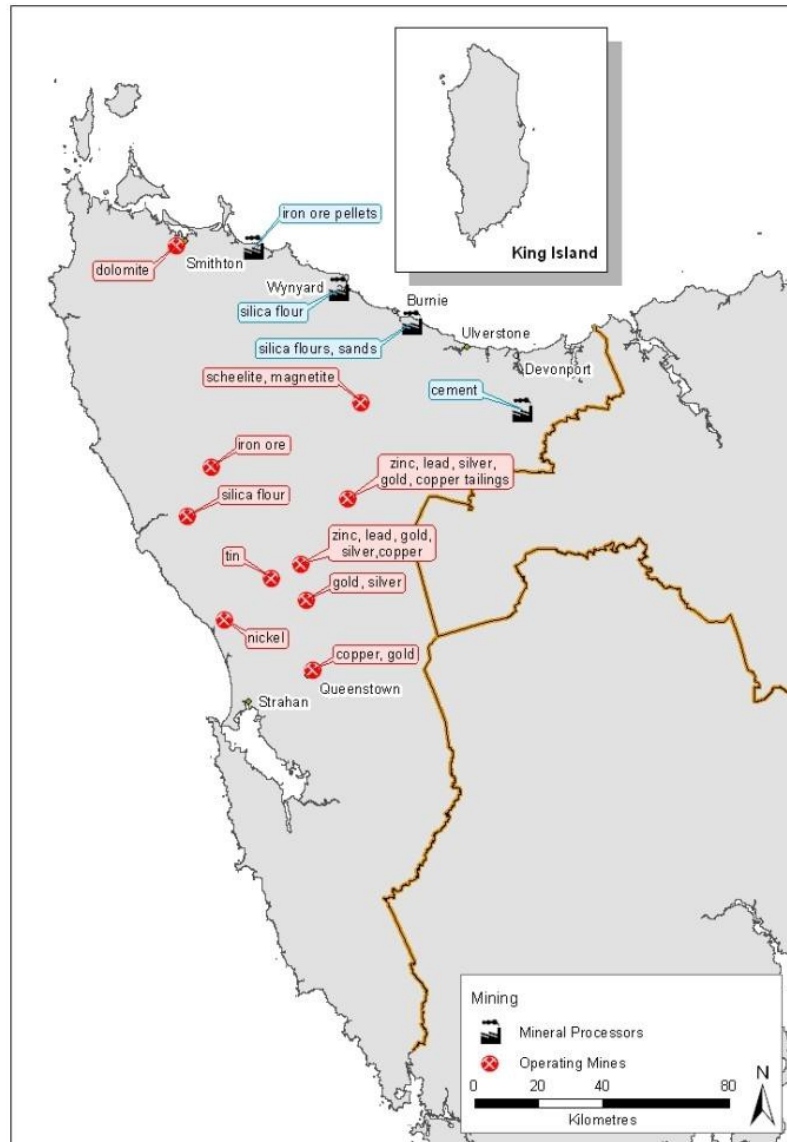 King Island
iron ore pellets
dolomite
Smithton
Wynyard
silica flour
Burnie
silica flours, sands
Ulverstone
Devonport
scheelite, magnetite
cement
iron ore
zinc, lead, silver,
gold, copper tailings
silica flour
zinc, lead, gold,
silver,copper
tin
gold, silver
nickel
copper, gold
Queenstown
Strahan
Mining
Mineral Processors
Operating Mines
N
0 20 40 80
Kilometres